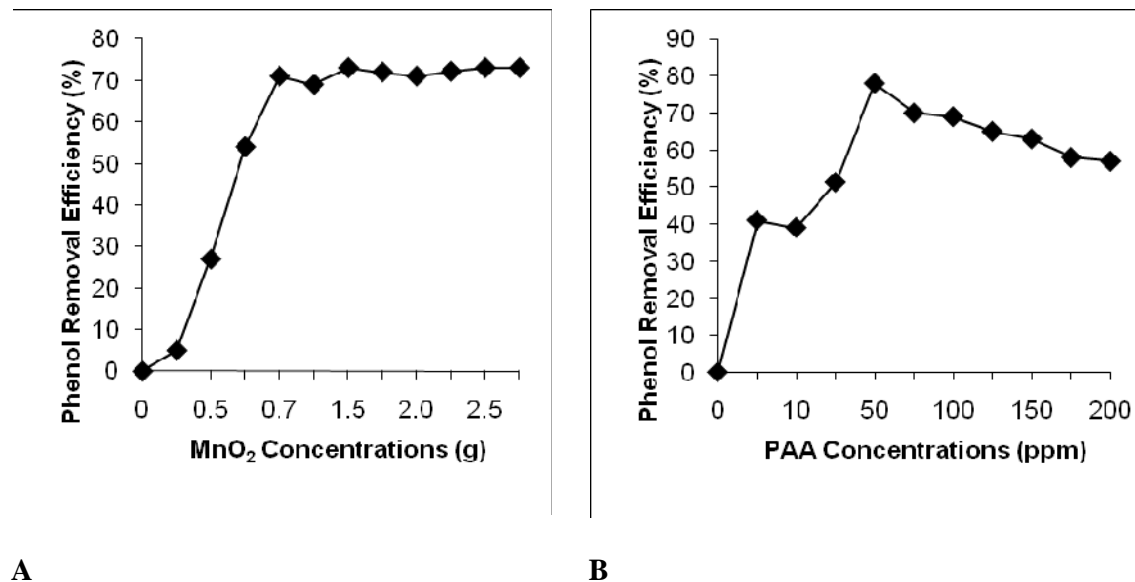 80
70
60
50
40
30
20
10
0
Phenol Removal Efficiency (%)
0 0.5 0.7 1.5 2.0 2.5
MnO₂ Concentrations (g)
A
90
80
70
60
50
40
30
20
10
0
Phenol Removal Efficiency (%)
0 10 50 100 150 200
PAA Concentrations (ppm)
B